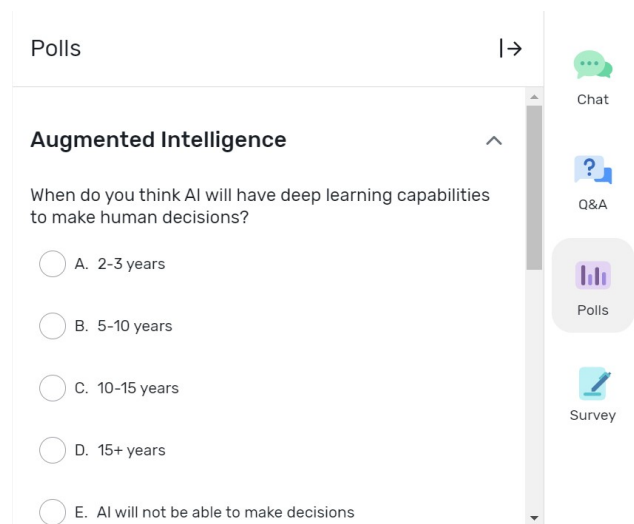 Polls
Augmented Intelligence
When do you think AI will have deep learning capabilities
to make human decisions?
A. 2-3 years
B. 5-10 years
C. 10-15 years
D. 15+ years
E. AI will not be able to make decisions
Chat
?
Q&A
Polls
Survey